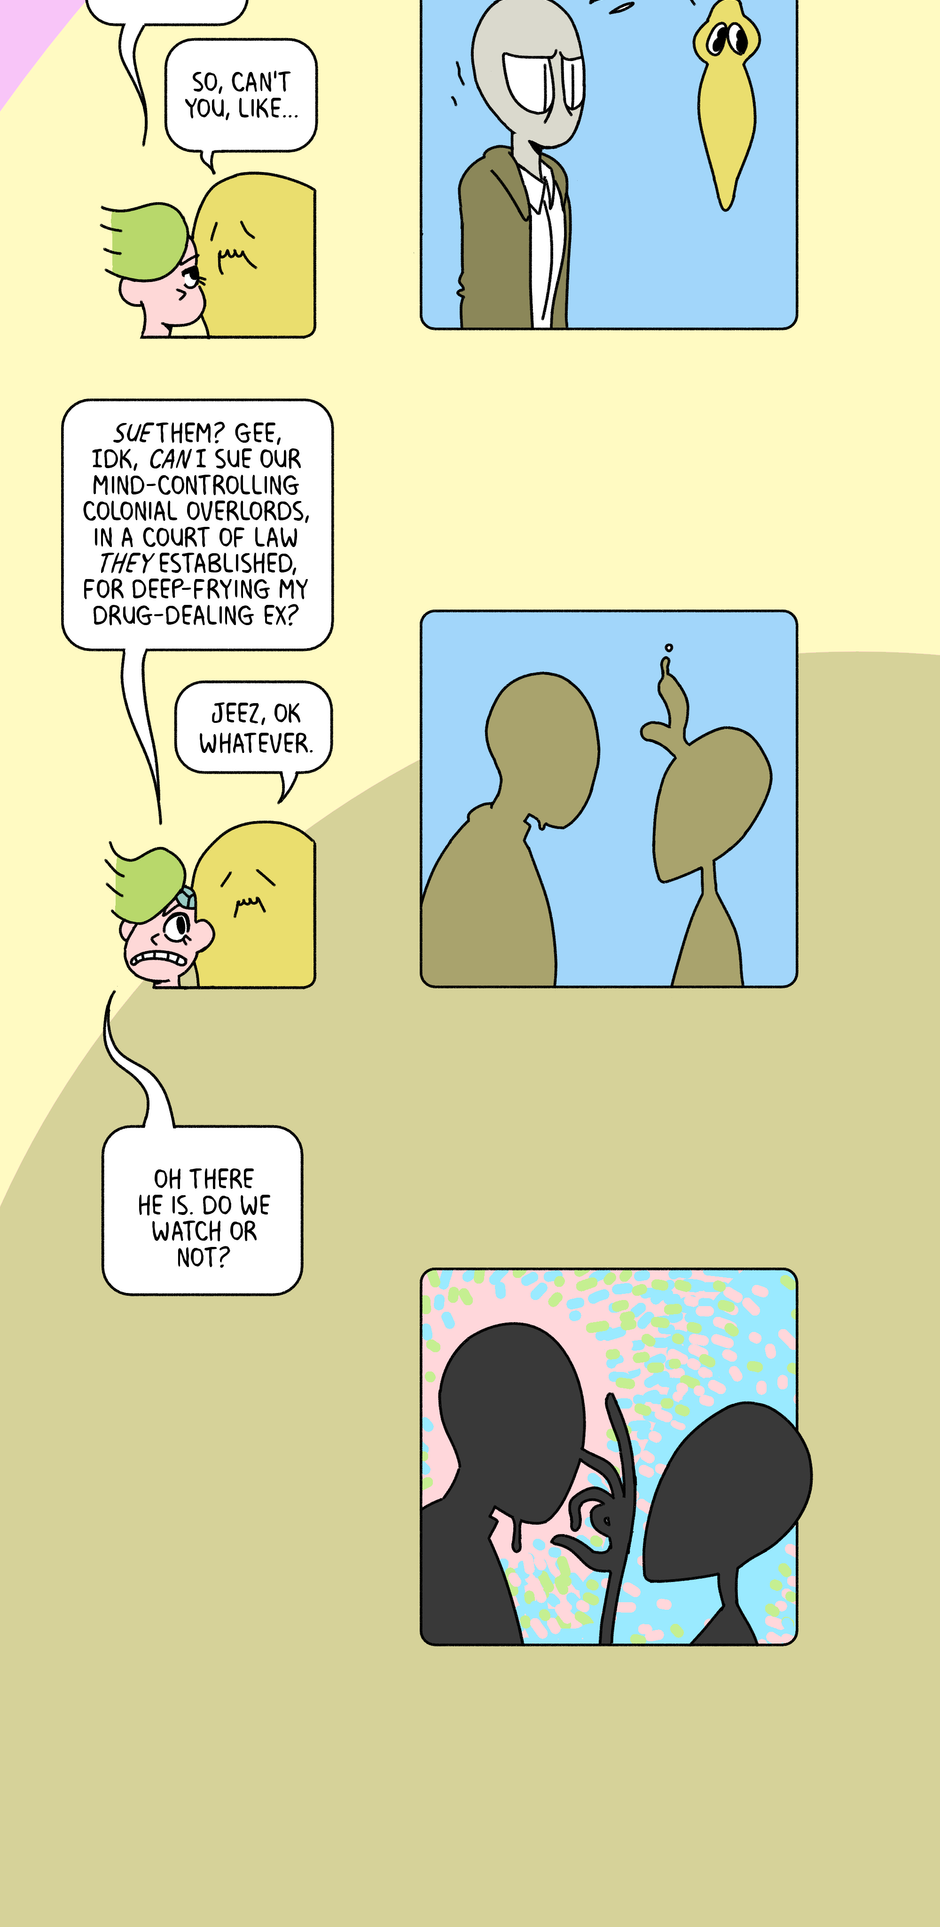 SO, CAN'T
YOU, LIKE...
SUE THEM? GEE,
IDK, CAN I SUE OUR
MIND-CONTROLLING
COLONIAL OVERLORDS,
IN A COURT OF LAW
THEY ESTABLISHED,
FOR DEEP-FRYING MY
DRUG-DEALING EX?
JEEZ, OK
WHATEVER.
OH THERE
HE IS. DO WE
WATCH OR
NOT?